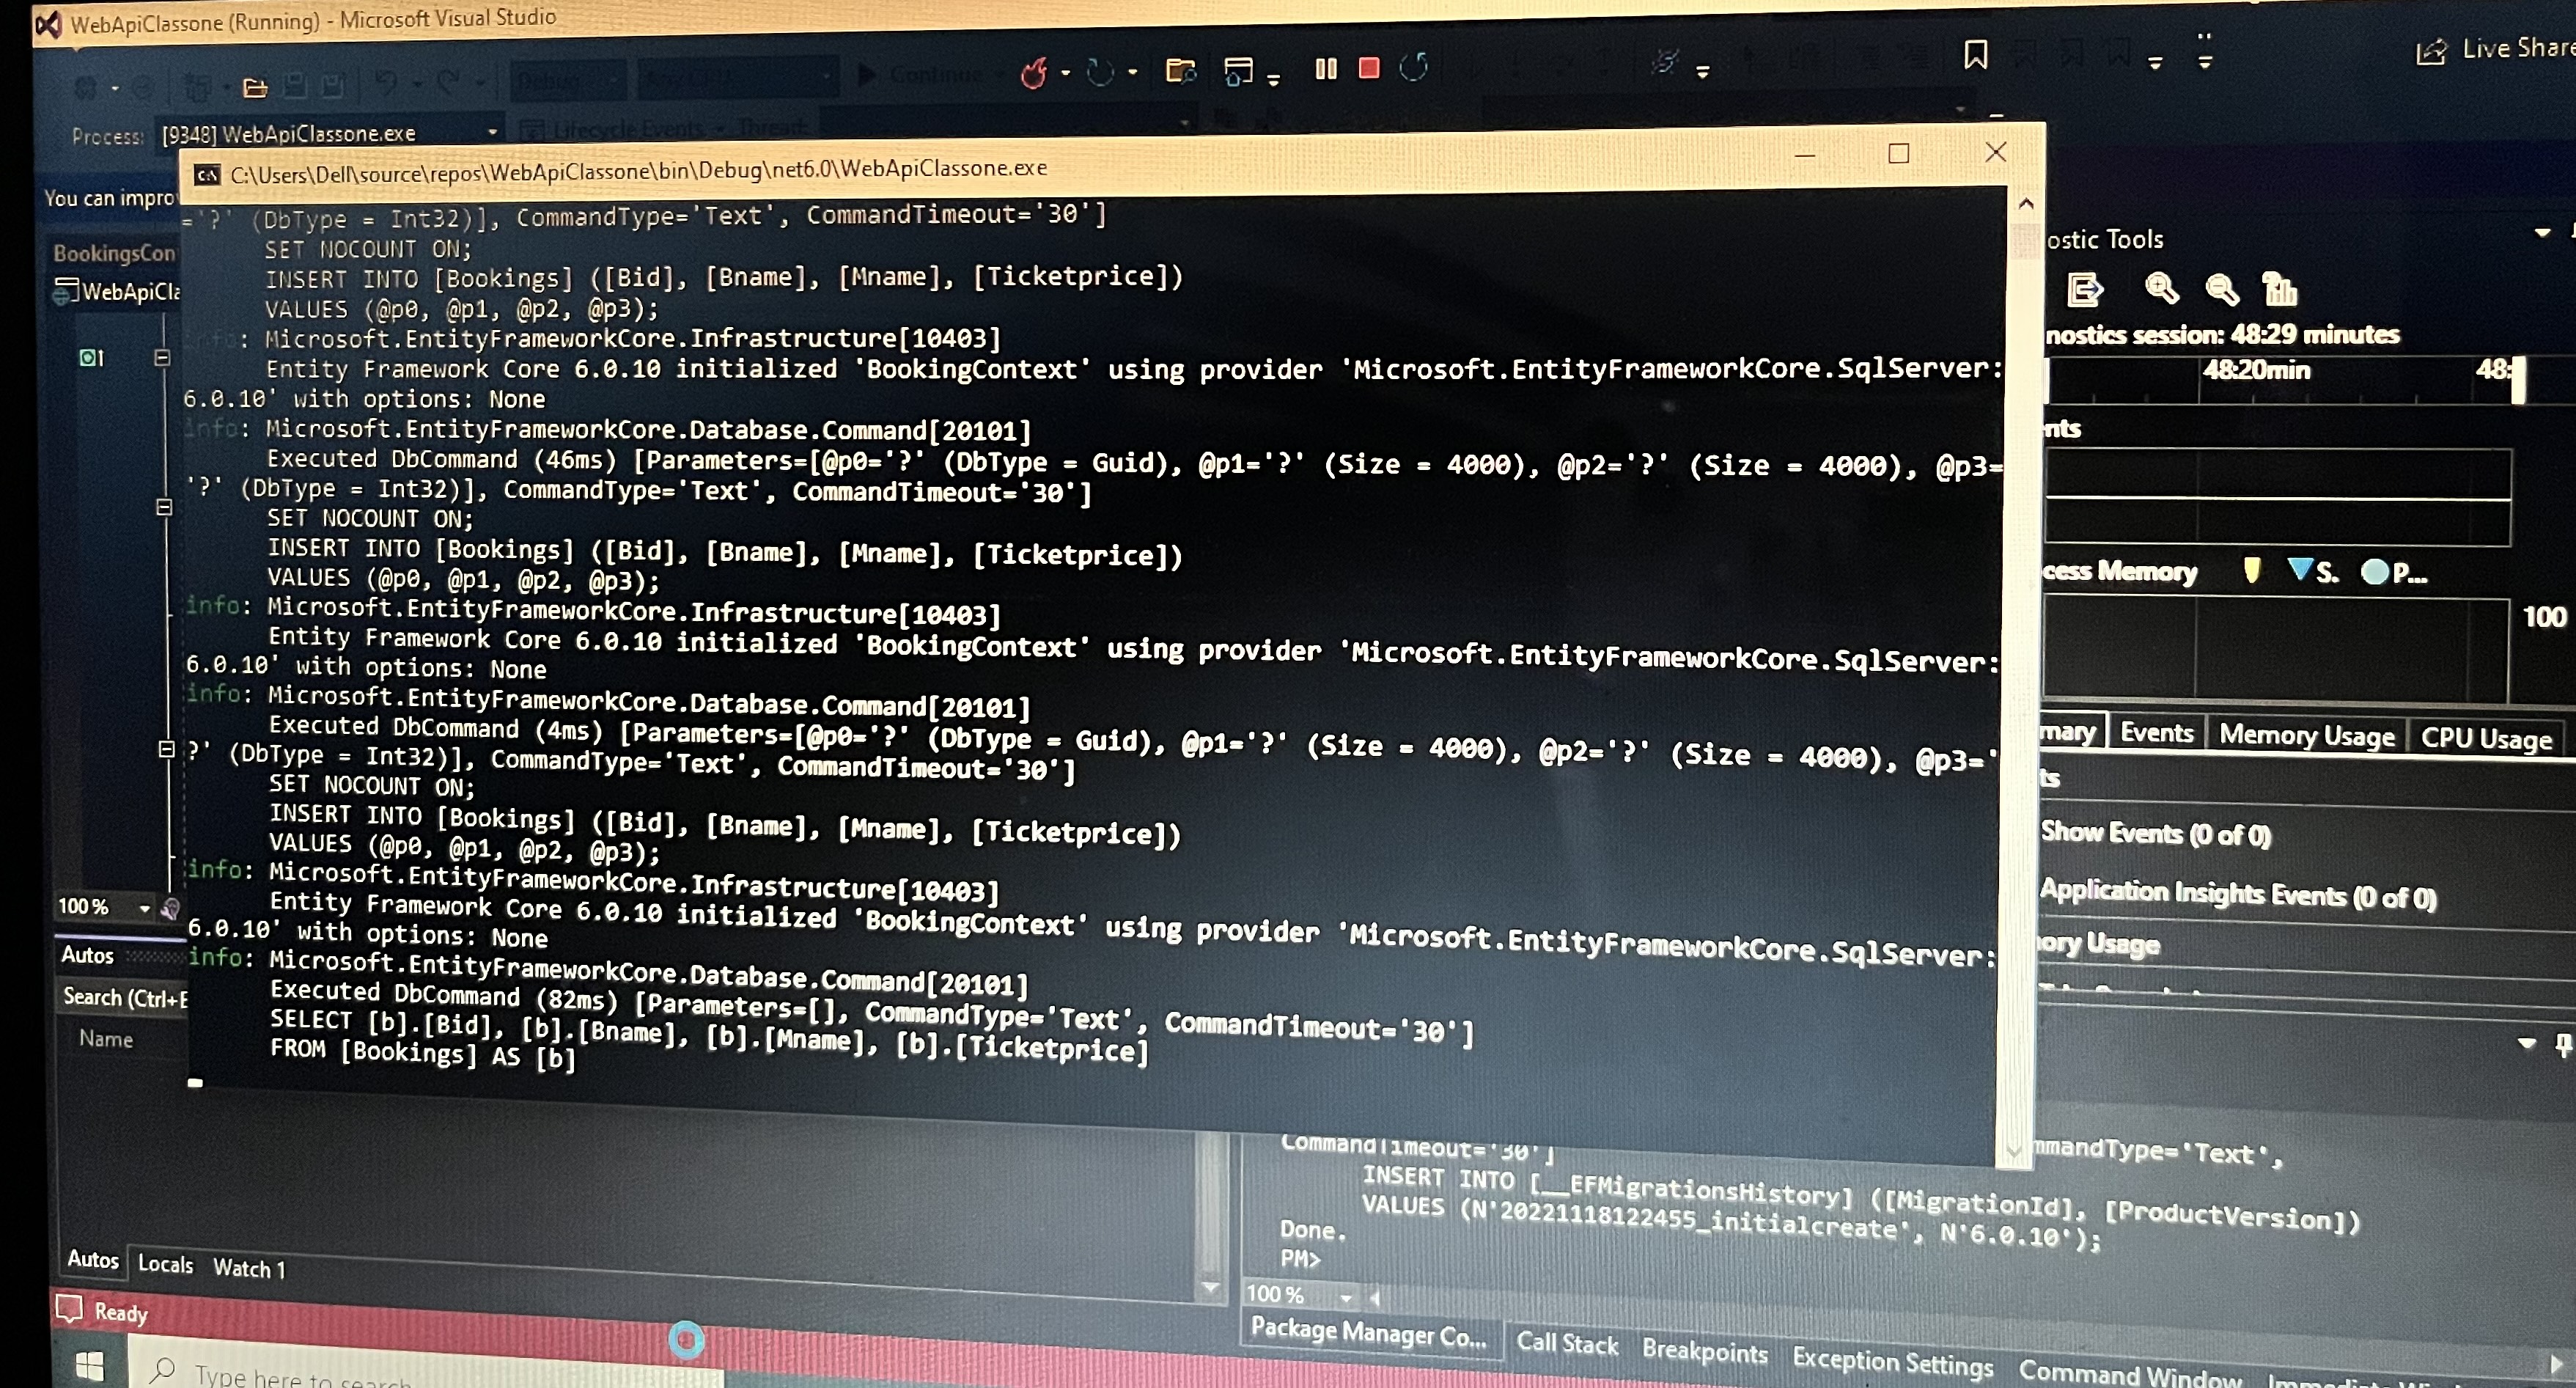 WebApiClassone (Running) - Microsoft Visual Studio
Live Share
Debug
Continue
Process: [9348] WebApiClassone.exe
Lifecycle Events Thread:
C:\Users\Dell\source\repos\WebApiClassone\bin\Debug\net6.0\WebApiClassone.exe
You can impro
BookingsCon
WebApiCla
='?' (DbType = Int32)], CommandType='Text', CommandTimeout='30']
SET NOCOUNT ON;
INSERT INTO [Bookings] ([Bid], [Bname], [Mname], [Ticketprice])
VALUES (@p0, @p1, @p2, @p3);
info: Microsoft.EntityFrameworkCore.Infrastructure[10403]
Entity Framework Core 6.0.10 initialized 'BookingContext' using provider 'Microsoft.EntityFrameworkCore.SqlServer:
6.0.10' with options: None
info: Microsoft.EntityFrameworkCore.Database.Command[20101]
Executed DbCommand (46ms) [Parameters=[@p0='?' (DbType = Guid), @p1='?' (Size = 4000), @p2='?' (Size = 4000), @p3=
'?' (DbType = Int32)], CommandType='Text', CommandTimeout='30']
SET NOCOUNT ON;
INSERT INTO [Bookings] ([Bid], [Bname], [Mname], [Ticketprice])
VALUES (@p0, @p1, @p2, @p3);
info: Microsoft.EntityFrameworkCore.Infrastructure[10403]
Entity Framework Core 6.0.10 initialized 'BookingContext' using provider 'Microsoft.EntityFrameworkCore.SqlServer:
6.0.10' with options: None
info: Microsoft.EntityFrameworkCore.Database.Command[20101]
Executed DbCommand (4ms) [Parameters=[@p0='?' (DbType = Guid), @p1='?' (Size = 4000), @p2='?' (Size = 4000), @p3='
?' (DbType = Int32)], CommandType='Text', CommandTimeout='30']
SET NOCOUNT ON;
INSERT INTO [Bookings] ([Bid], [Bname], [Mname], [Ticketprice])
VALUES (@p0, @p1, @p2, @p3);
info: Microsoft.EntityFrameworkCore.Infrastructure[10403]
Entity Framework Core 6.0.10 initialized 'BookingContext' using provider 'Microsoft.EntityFrameworkCore.SqlServer:
6.0.10' with options: None
info: Microsoft.EntityFrameworkCore.Database.Command[20101]
Executed DbCommand (82ms) [Parameters=[], CommandType='Text', CommandTimeout='30']
SELECT [b].[Bid], [b].[Bname], [b].[Mname], [b].[Ticketprice]
FROM [Bookings] AS [b]
ostic Tools
nostics session: 48:29 minutes
48:20min 48:
nts
cess Memory S. P...
100
mary Events Memory Usage CPU Usage
ts
Show Events (0 of 0)
Application Insights Events (0 of 0)
ory Usage
1
100 %
Autos
Search (Ctrl+E
Name
Autos Locals Watch 1
CommandTimeout='30'] mmandType='Text',
INSERT INTO [__EFMigrationsHistory] ([MigrationId], [ProductVersion])
VALUES (N'20221118122455_initialcreate', N'6.0.10');
Done.
PM>
100 %
Package Manager Co... Call Stack Breakpoints Exception Settings Command Window
Ready
Type here to search